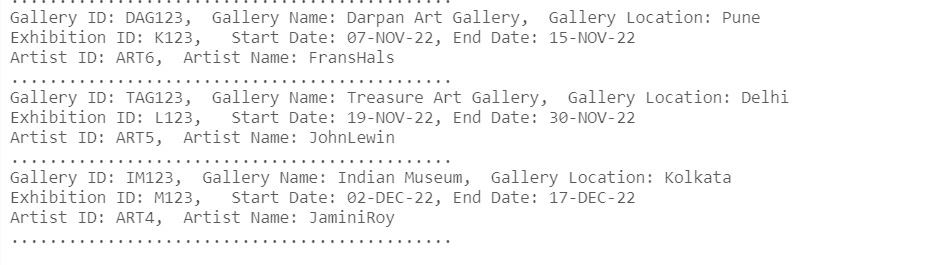 ..............................................
Gallery ID: DAG123,  Gallery Name: Darpan Art Gallery,  Gallery Location: Pune
Exhibition ID: K123,   Start Date: 07-NOV-22, End Date: 15-NOV-22
Artist ID: ART6,  Artist Name: FransHals
..............................................
Gallery ID: TAG123,  Gallery Name: Treasure Art Gallery,  Gallery Location: Delhi
Exhibition ID: L123,   Start Date: 19-NOV-22, End Date: 30-NOV-22
Artist ID: ART5,  Artist Name: JohnLewin
..............................................
Gallery ID: IM123,  Gallery Name: Indian Museum,  Gallery Location: Kolkata
Exhibition ID: M123,   Start Date: 02-DEC-22, End Date: 17-DEC-22
Artist ID: ART4,  Artist Name: JaminiRoy
..............................................